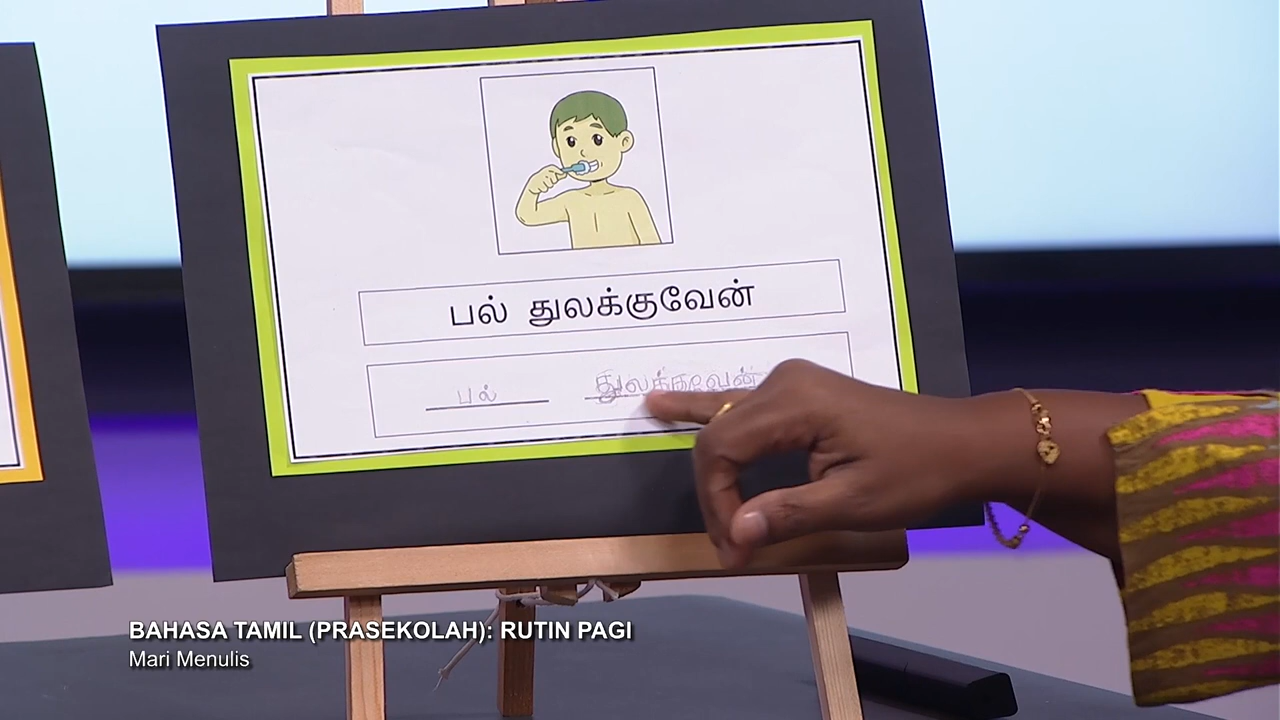 பல் துலக்குவேன்
பல் துலக்குவேன்
BAHASA TAMIL (PRASEKOLAH): RUTIN PAGI
Mari Menulis